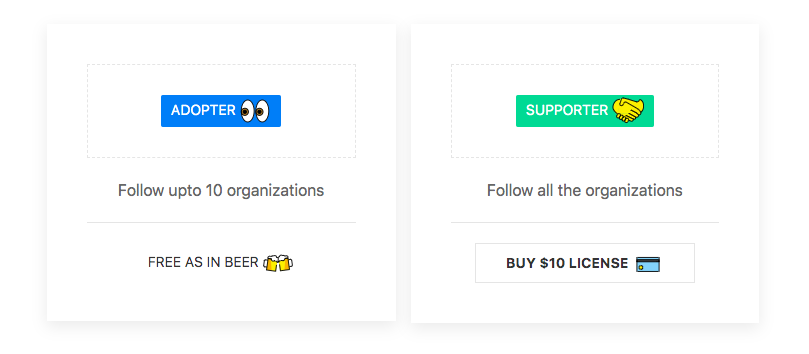 ADOPTER
Follow upto 10 organizations
FREE AS IN BEER
SUPPORTER
Follow all the organizations
BUY $10 LICENSE